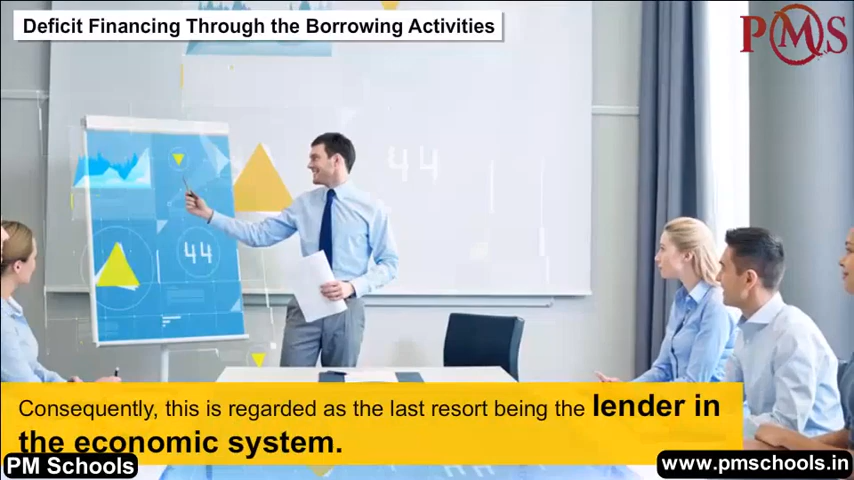 Deficit Financing Through the Borrowing Activities
PMS
44
44
Consequently, this is regarded as the last resort being the lender in
the economic system.
PM Schools
www.pmschools.in